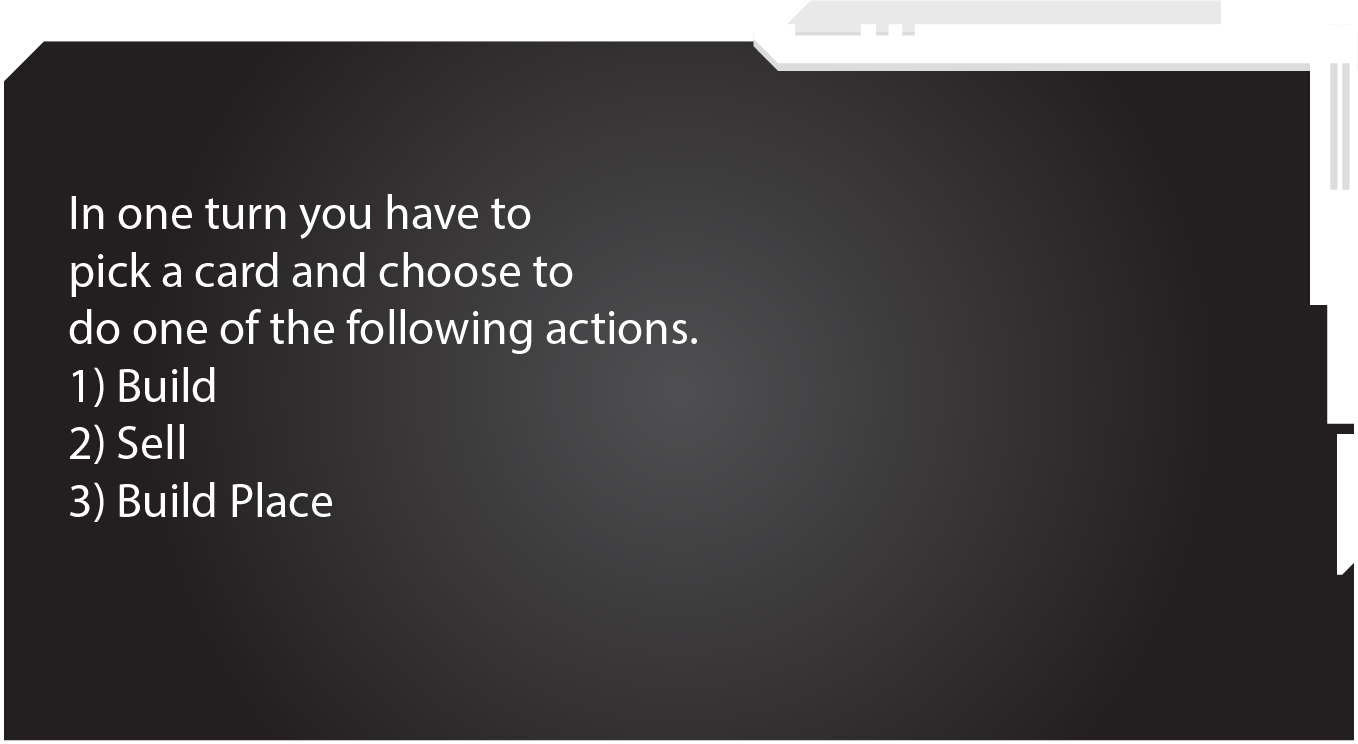 In one turn you have to
pick a card and choose to
do one of the following actions.
1) Build
2) Sell
3) Build Place